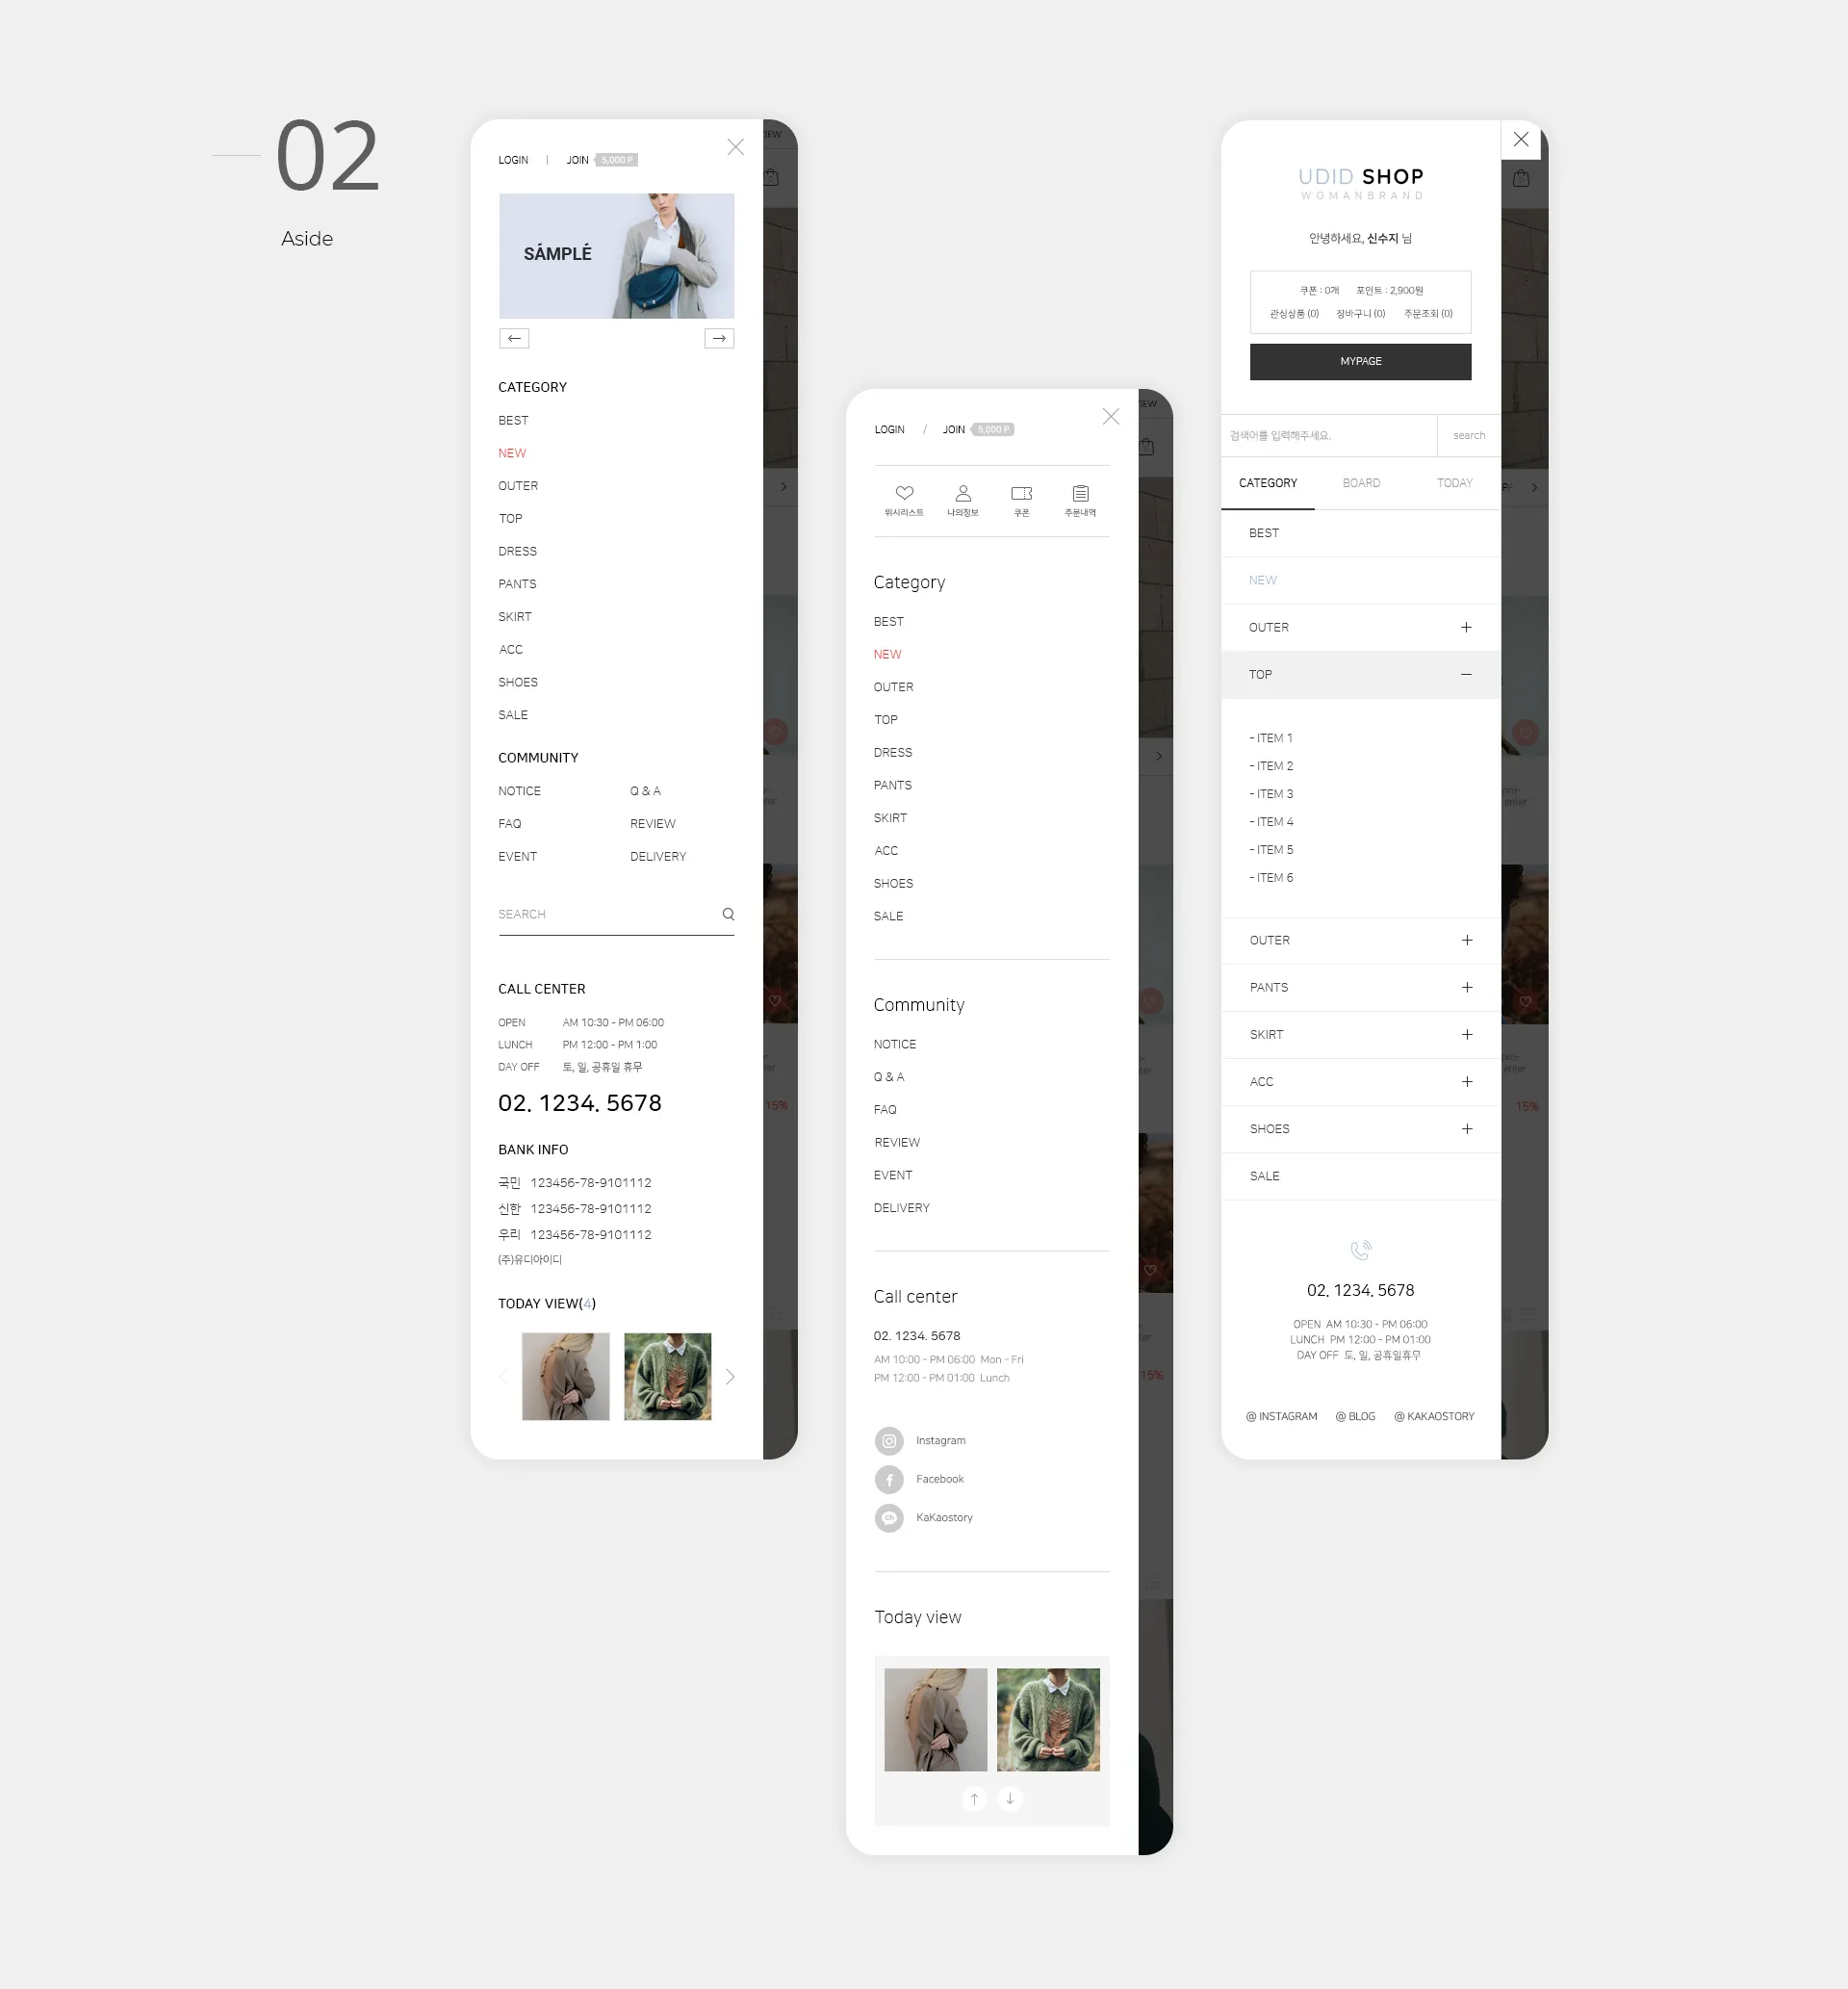 02
Aside
LOGIN | JOIN 5,000 P
SÁMPLÉ
CATEGORY
BEST
NEW
OUTER
TOP
DRESS
PANTS
SKIRT
ACC
SHOES
SALE
COMMUNITY
NOTICE Q & A
FAQ REVIEW
EVENT DELIVERY
SEARCH
CALL CENTER
OPEN AM 10:30 - PM 06:00
LUNCH PM 12:00 - PM 1:00
DAY OFF 토, 일, 공휴일 휴무
02. 1234. 5678
BANK INFO
국민 123456-78-9101112
신한 123456-78-9101112
우리 123456-78-9101112
(주)유디아이디
TODAY VIEW(4)
15%
LOGIN / JOIN 5,000 P
위시리스트 나의정보 쿠폰 주문내역
Category
BEST
NEW
OUTER
TOP
DRESS
PANTS
SKIRT
ACC
SHOES
SALE
Community
NOTICE
Q & A
FAQ
REVIEW
EVENT
DELIVERY
Call center
02. 1234. 5678
AM 10:00 - PM 06:00 Mon - Fri
PM 12:00 - PM 01:00 Lunch
Instagram
Facebook
KaKaostory
Today view
15%
UDID SHOP
WOMANBRAND
안녕하세요, 신수지 님
쿠폰 : 0개 포인트 : 2,900원
관싱상품 (0) 장바구니 (0) 주문조회 (0)
MYPAGE
검색어를 입력해주세요. search
CATEGORY BOARD TODAY
BEST
NEW
OUTER
TOP
- ITEM 1
- ITEM 2
- ITEM 3
- ITEM 4
- ITEM 5
- ITEM 6
OUTER
PANTS
SKIRT
ACC
SHOES
SALE
02. 1234. 5678
OPEN AM 10:30 - PM 06:00
LUNCH PM 12:00 - PM 01:00
DAY OFF 토, 일, 공휴일휴무
@ INSTAGRAM @ BLOG @ KAKAOSTORY
15%